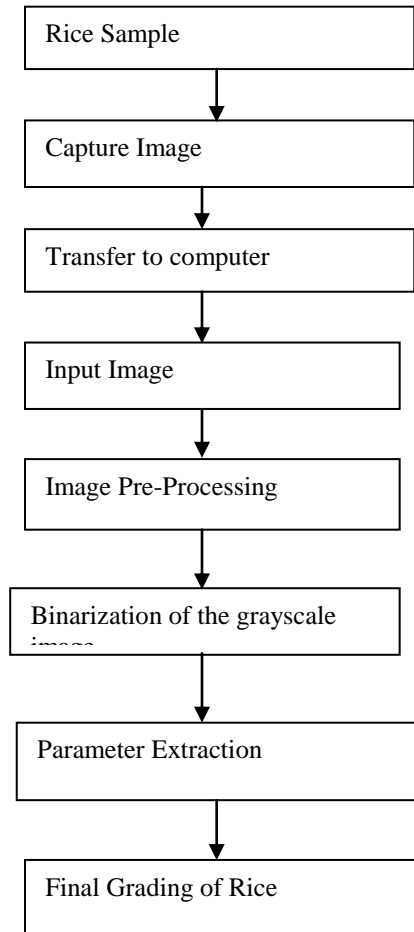 Rice Sample
Capture Image
Transfer to computer
Input Image
Image Pre-Processing
Binarization of the grayscale
image
Parameter Extraction
Final Grading of Rice